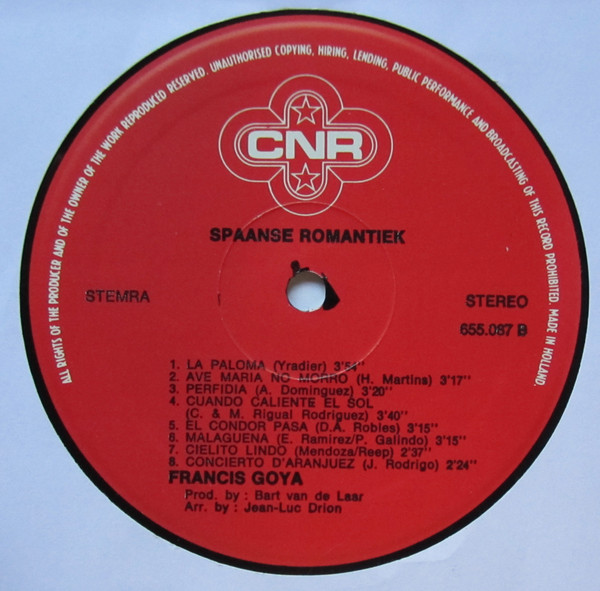 ALL RIGHTS OF THE PRODUCER AND OF THE OWNER OF THE WORK REPRODUCED RESERVED. UNAUTHORISED COPYING, HIRING, LENDING, PUBLIC PERFORMANCE AND BROADCASTING OF THIS RECORD PROHIBITED. MADE IN HOLLAND.
CNR
SPAANSE ROMANTIEK
STEMRA
STEREO
655.087 B
1. LA PALOMA (Yradier) 3'54''
2. AVE MARIA NO MORRO (H. Martins) 3'17''
3. PERFIDIA (A. Dominguez) 3'20''
4. CUANDO CALIENTE EL SOL
(C. & M. Rigual Rodriguez) 3'40''
5. EL CONDOR PASA (D.A. Robles) 3'15''
6. MALAGUENA (E. Ramirez/P. Galindo) 3'15''
7. CIELITO LINDO (Mendoza/Reep) 2'37''
8. CONCIERTO D'ARANJUEZ (J. Rodrigo) 2'24''
FRANCIS GOYA
Prod. by : Bart van de Laar
Arr. by : Jean-Luc Drion